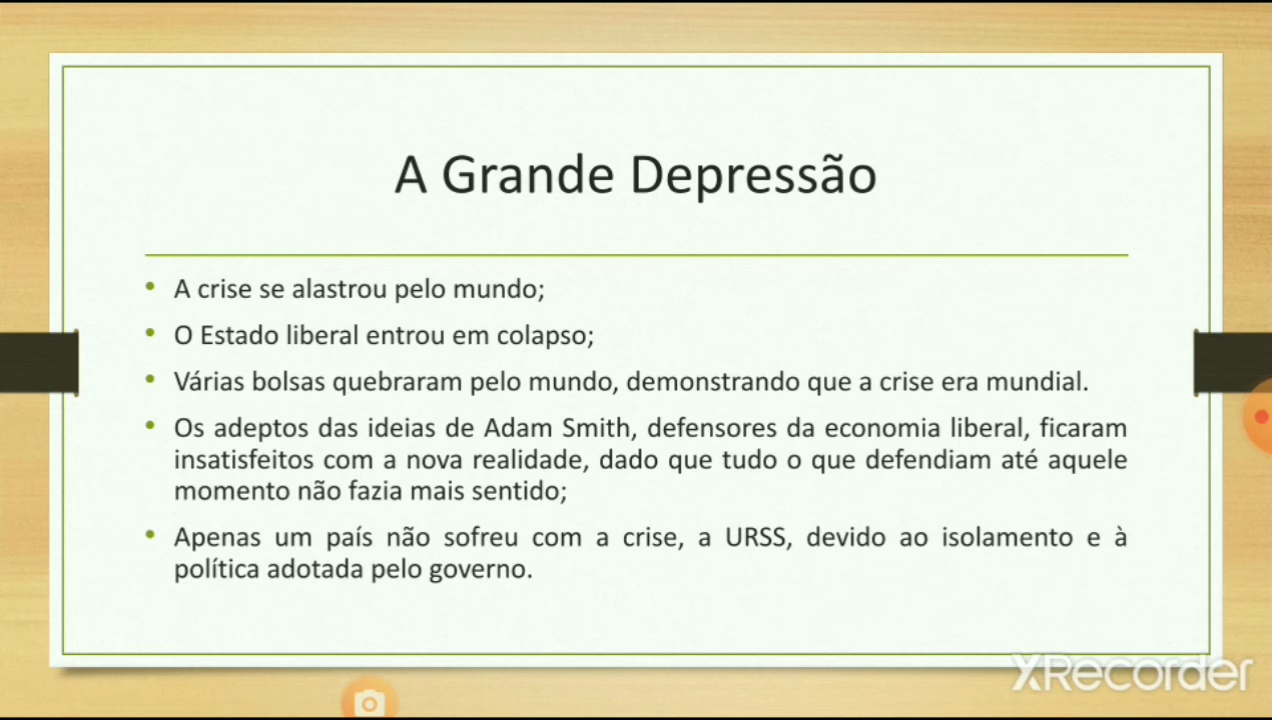 A Grande Depressão
• A crise se alastrou pelo mundo;
• O Estado liberal entrou em colapso;
• Várias bolsas quebraram pelo mundo, demonstrando que a crise era mundial.
• Os adeptos das ideias de Adam Smith, defensores da economia liberal, ficaram
insatisfeitos com a nova realidade, dado que tudo o que defendiam até aquele
momento não fazia mais sentido;
• Apenas um país não sofreu com a crise, a URSS, devido ao isolamento e à
política adotada pelo governo.
XRecorder